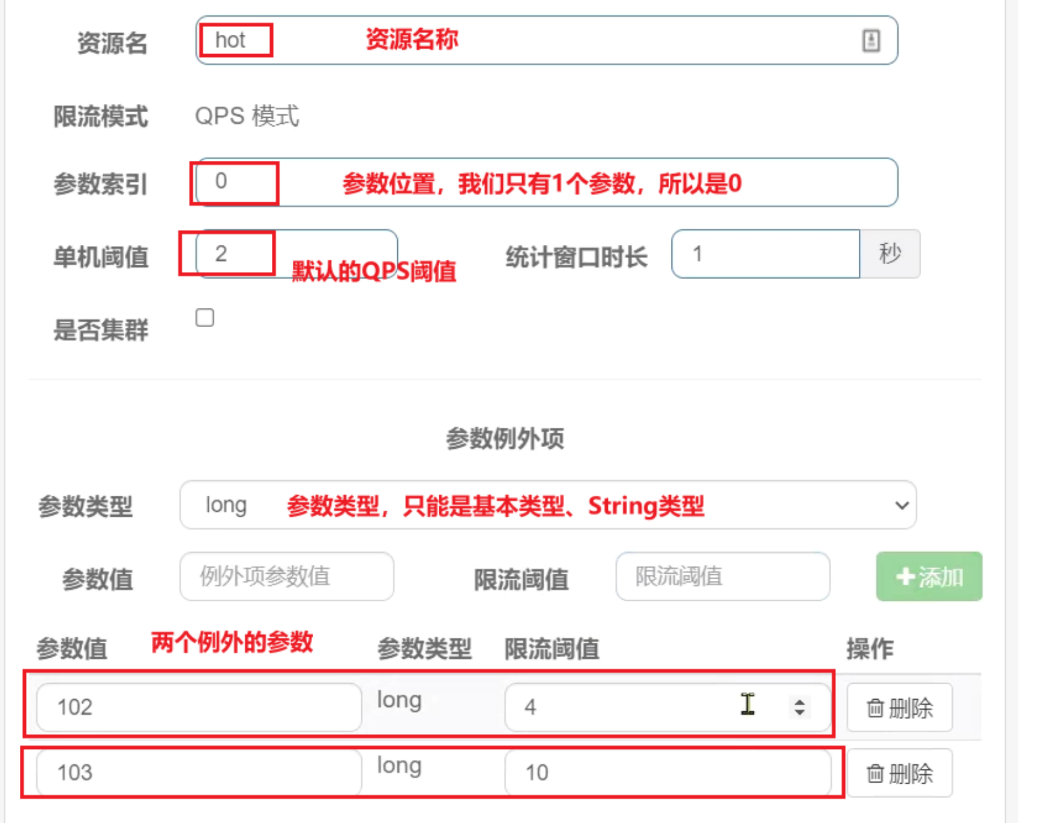 资源名 hot 资源名称
限流模式 QPS 模式
参数索引 0 参数位置，我们只有1个参数，所以是0
单机阈值 2 默认的QPS阈值 统计窗口时长 1 秒
是否集群
参数例外项
参数类型 long 参数类型，只能是基本类型、String类型
参数值 例外项参数值 限流阈值 限流阈值 +添加
参数值 两个例外的参数 参数类型 限流阈值 操作
102 long 4 删除
103 long 10 删除